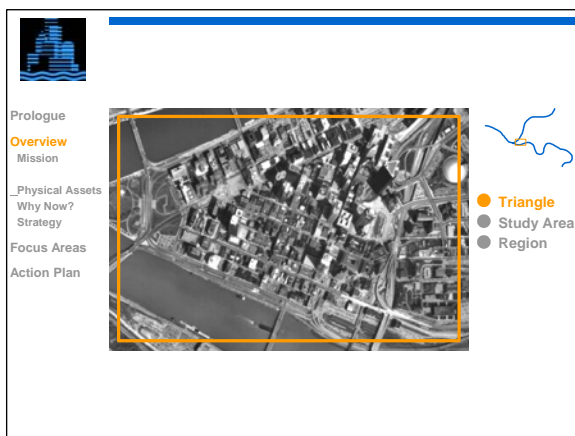 Prologue
Overview
Mission
_Physical Assets
Why Now?
Strategy
Focus Areas
Action Plan
Triangle
Study Area
Region